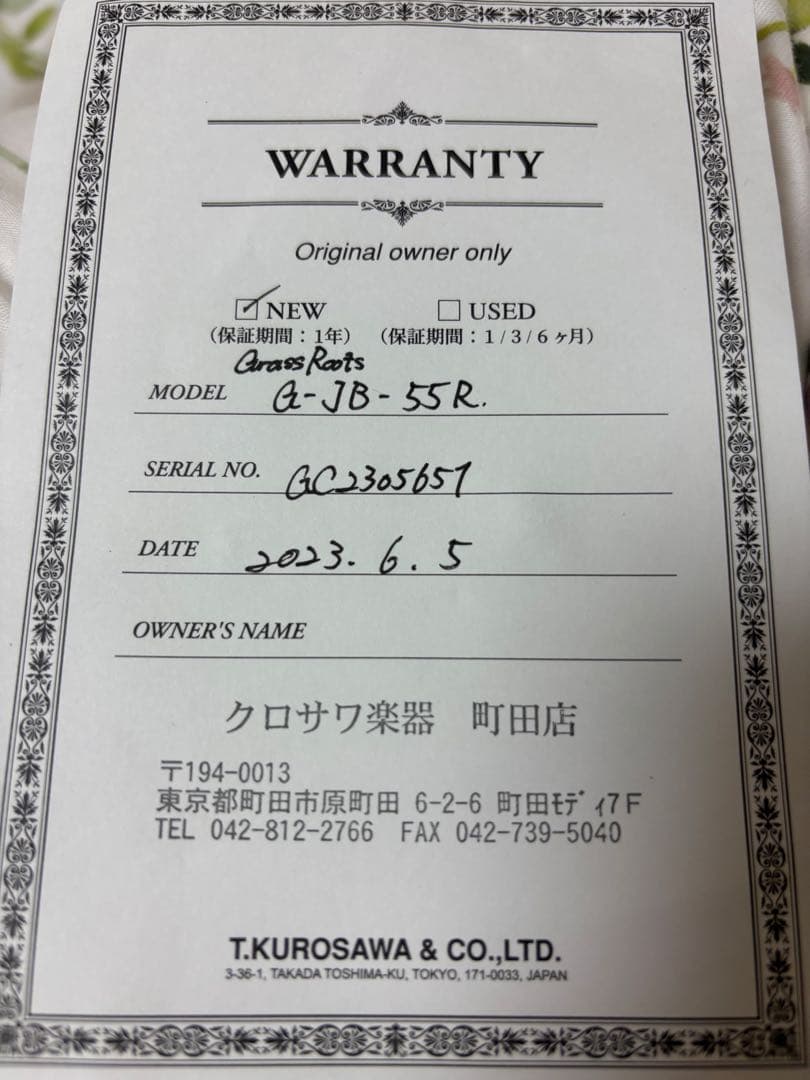 WARRANTY
Original owner only
☑ NEW □ USED
（保証期間：1年）（保証期間：1/3/6ヶ月）
GrassRoots
MODEL G-JB-55R.
SERIAL NO. GC2305657
DATE 2023. 6. 5
OWNER'S NAME
クロサワ楽器　町田店
〒194-0013
東京都町田市原町田 6-2-6 町田ﾓﾃﾞｨ7F
TEL 042-812-2766 FAX 042-739-5040
T.KUROSAWA & CO.,LTD.
3-36-1, TAKADA TOSHIMA-KU, TOKYO, 171-0033, JAPAN